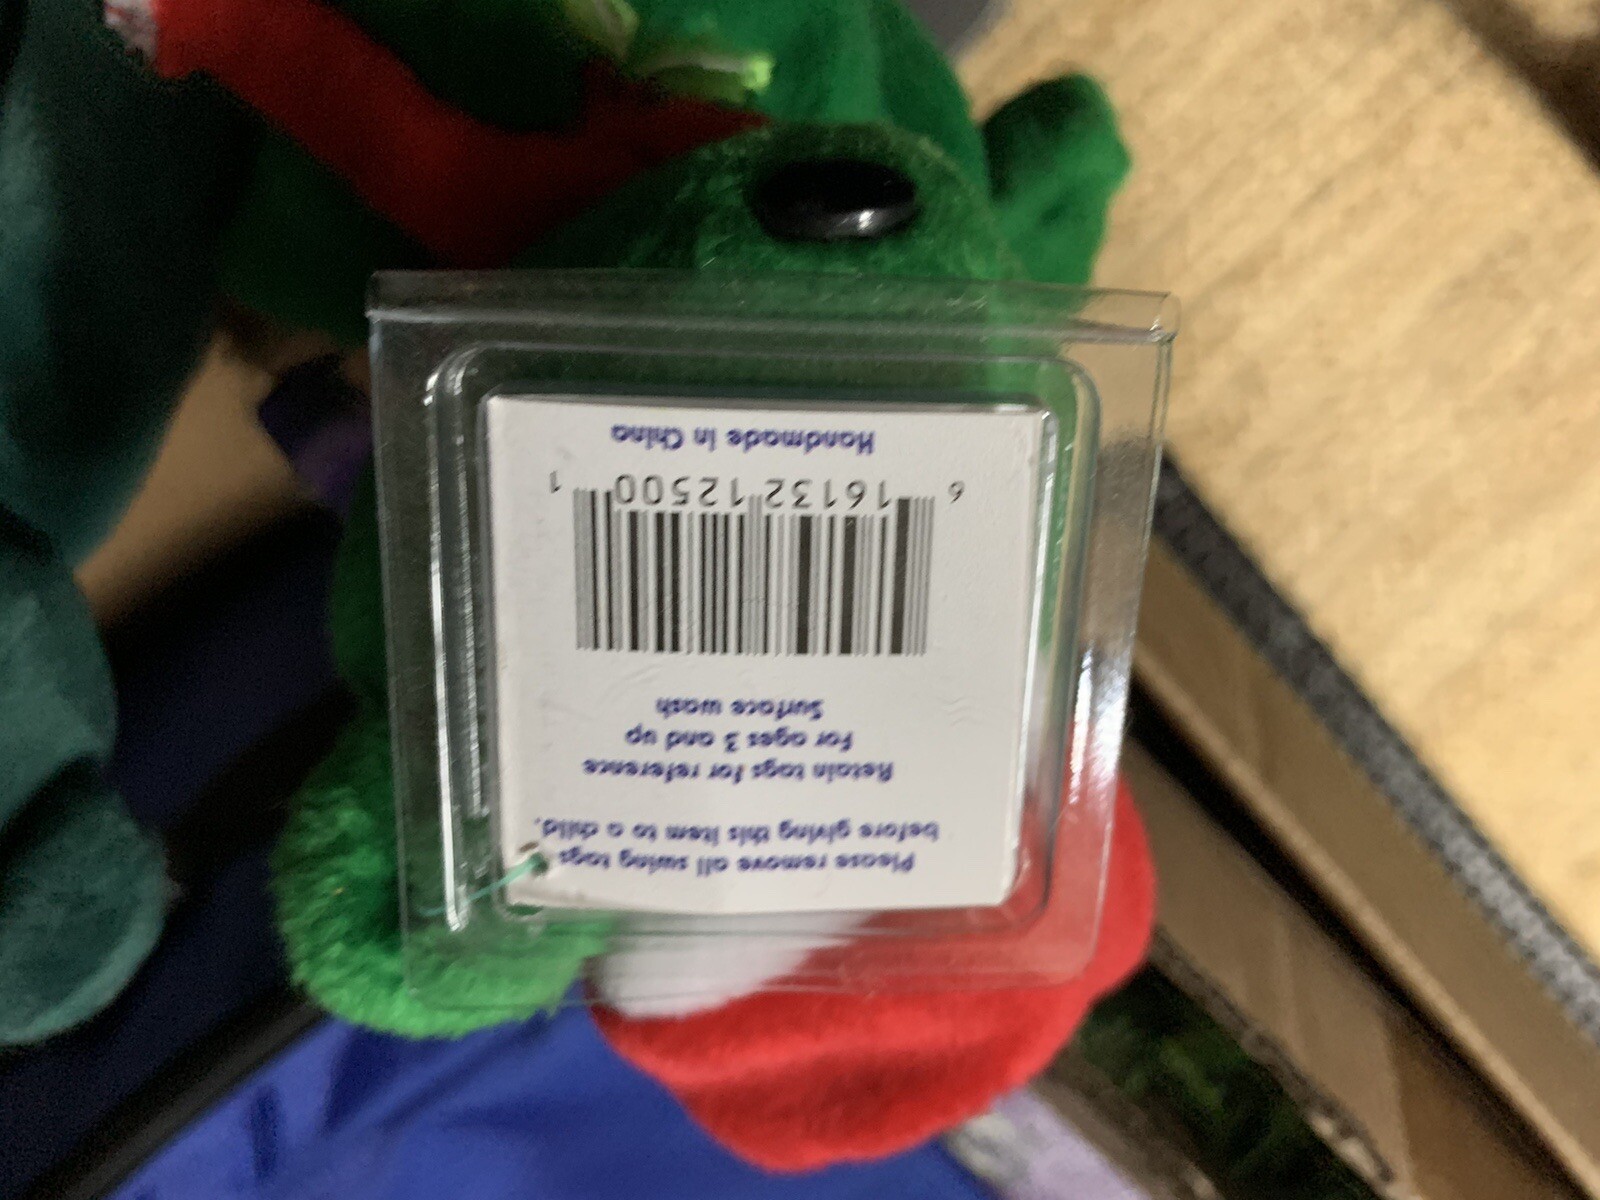 Please remove all swing tags
before giving this item to a child.
Retain tags for reference
For ages 3 and up
Surface wash
6 16132 12500 1
Handmade in China